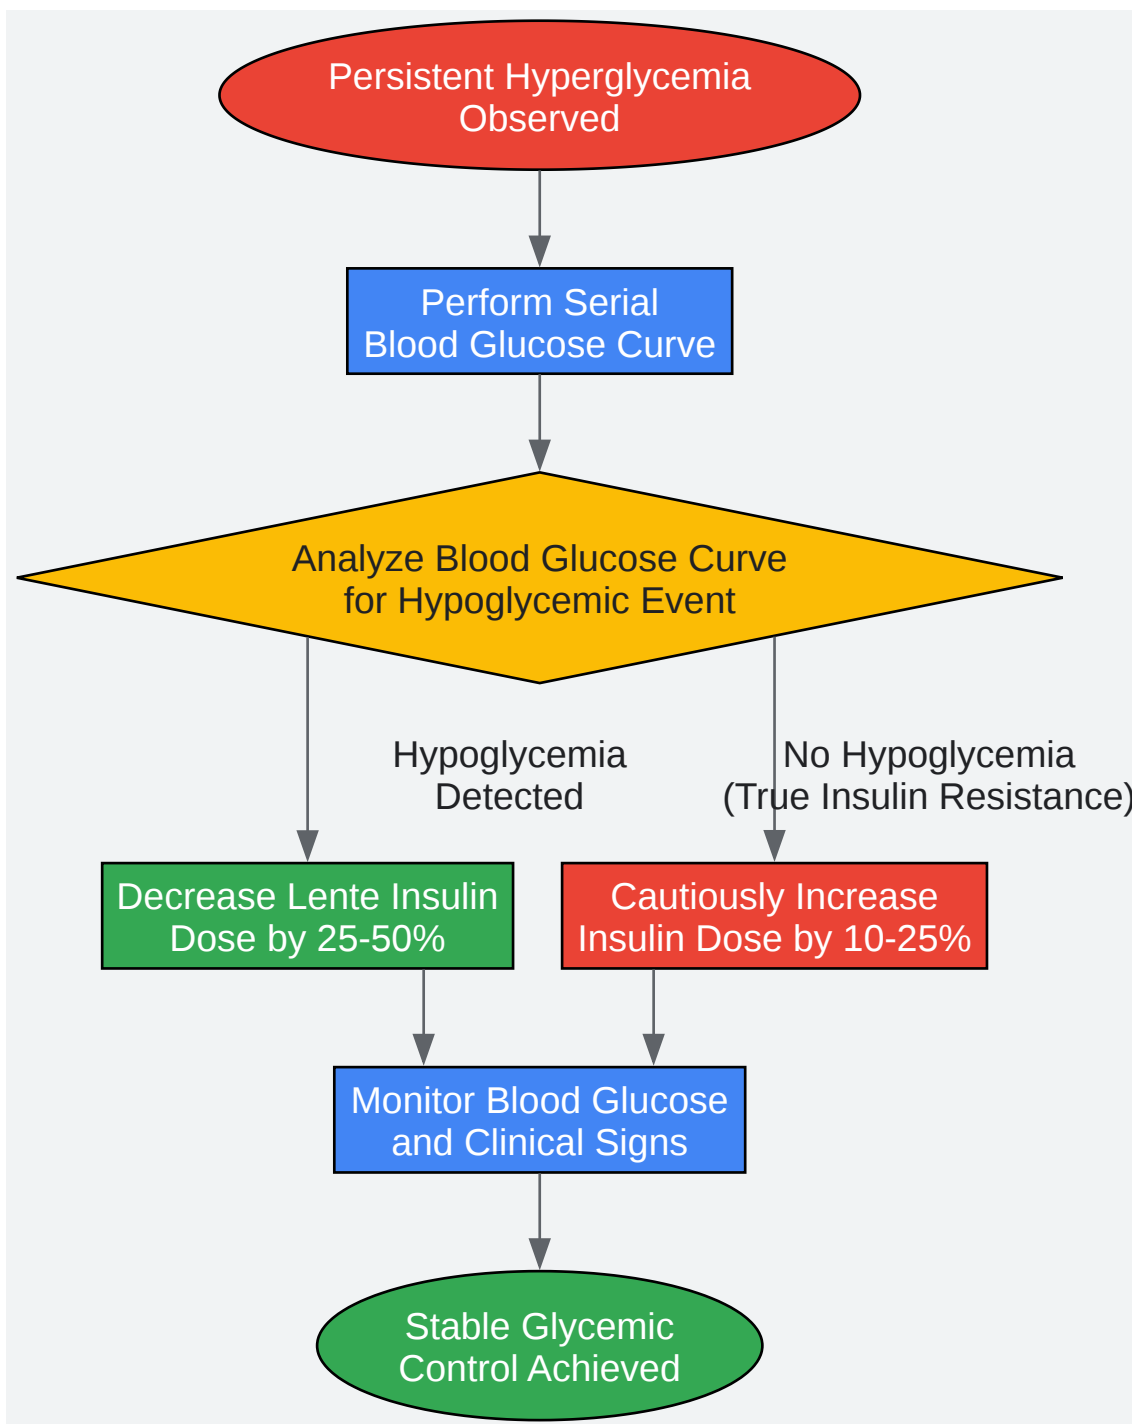 Persistent Hyperglycemia
Observed
Perform Serial
Blood Glucose Curve
Analyze Blood Glucose Curve
for Hypoglycemic Event
Hypoglycemia
Detected
No Hypoglycemia
(True Insulin Resistance)
Decrease Lente Insulin
Dose by 25-50%
Cautiously Increase
Insulin Dose by 10-25%
Monitor Blood Glucose
and Clinical Signs
Stable Glycemic
Control Achieved